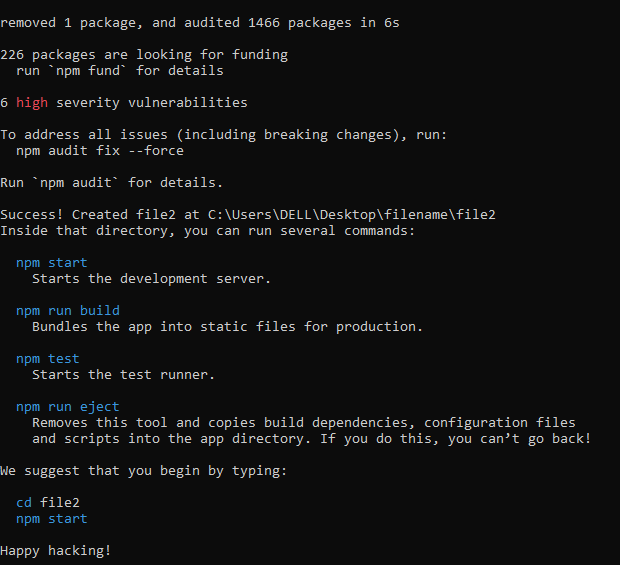 removed 1 package, and audited 1466 packages in 6s
226 packages are looking for funding
run `npm fund` for details
6 high severity vulnerabilities
To address all issues (including breaking changes), run:
npm audit fix --force
Run `npm audit` for details.
Success! Created file2 at C:\Users\DELL\Desktop\filename\file2
Inside that directory, you can run several commands:
npm start
Starts the development server.
npm run build
Bundles the app into static files for production.
npm test
Starts the test runner.
npm run eject
Removes this tool and copies build dependencies, configuration files
and scripts into the app directory. If you do this, you can’t go back!
We suggest that you begin by typing:
cd file2
npm start
Happy hacking!